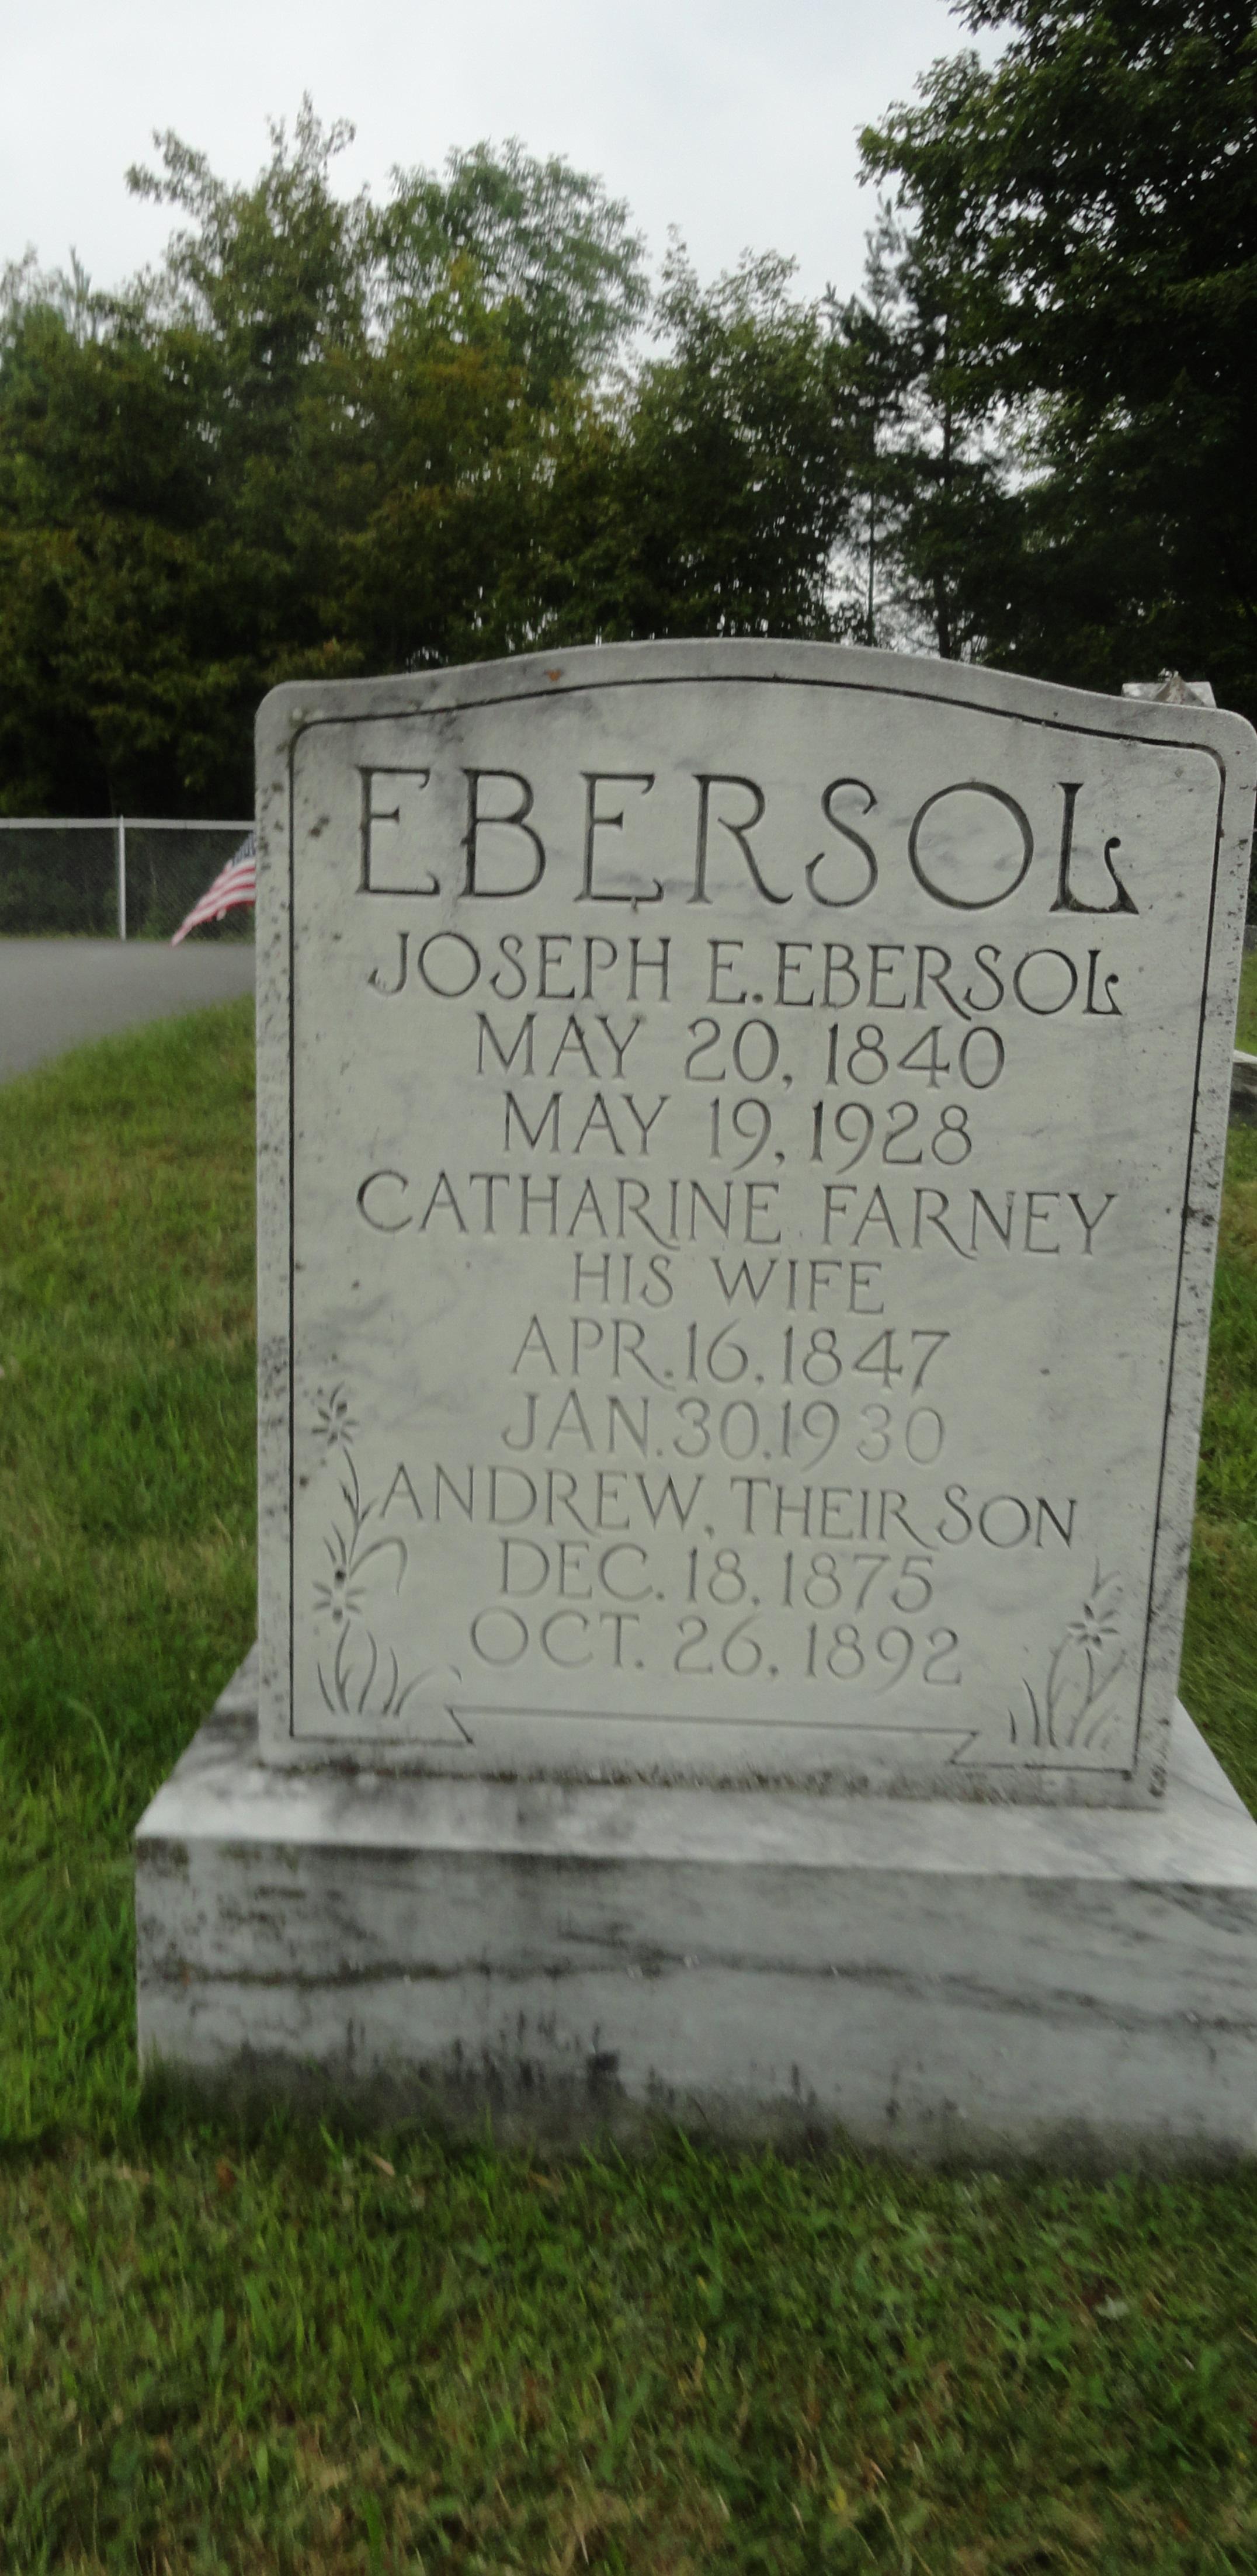 EBERSOL
JOSEPH E. EBERSOL
MAY 20, 1840
MAY 19, 1928
CATHARINE FARNEY
HIS WIFE
APR. 16, 1847
JAN. 30. 1930
ANDREW, THEIR SON
DEC. 18, 1875
OCT. 26, 1892